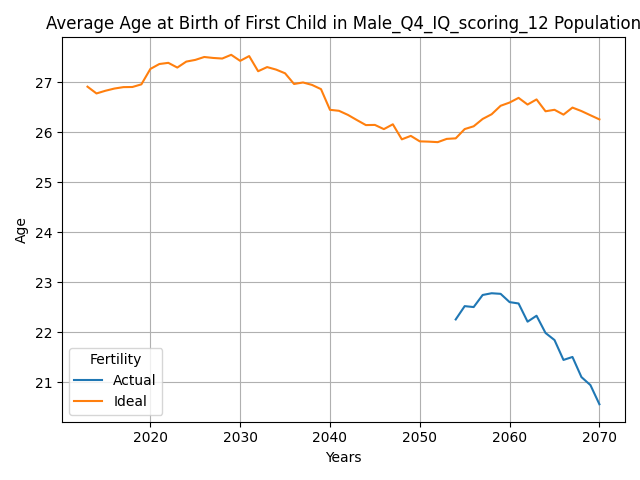 Average Age at Birth of First Child in Male_Q4_IQ_scoring_12 Population
Age
27
26
25
24
23
22
21
Fertility
Actual
Ideal
2020 2030 2040 2050 2060 2070
Years